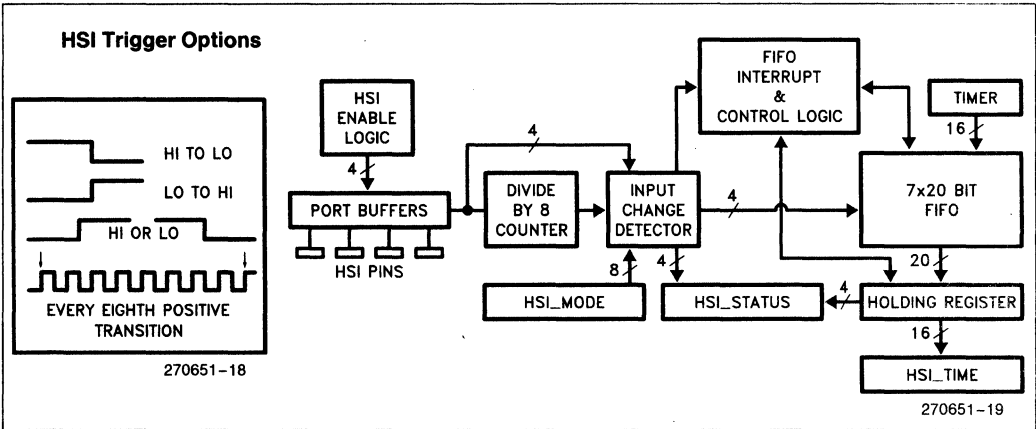 HSI Trigger Options
HI TO LO
LO TO HI
HI OR LO
EVERY EIGHTH POSITIVE
TRANSITION
270651-18
HSI
ENABLE
LOGIC
4
PORT BUFFERS
HSI PINS
4
DIVIDE
BY 8
COUNTER
INPUT
CHANGE
DETECTOR
8
HSI_MODE
4
HSI_STATUS
4
FIFO
INTERRUPT
&
CONTROL LOGIC
TIMER
16
4
7x20 BIT
FIFO
20
HOLDING REGISTER
16
HSI_TIME
270651-19